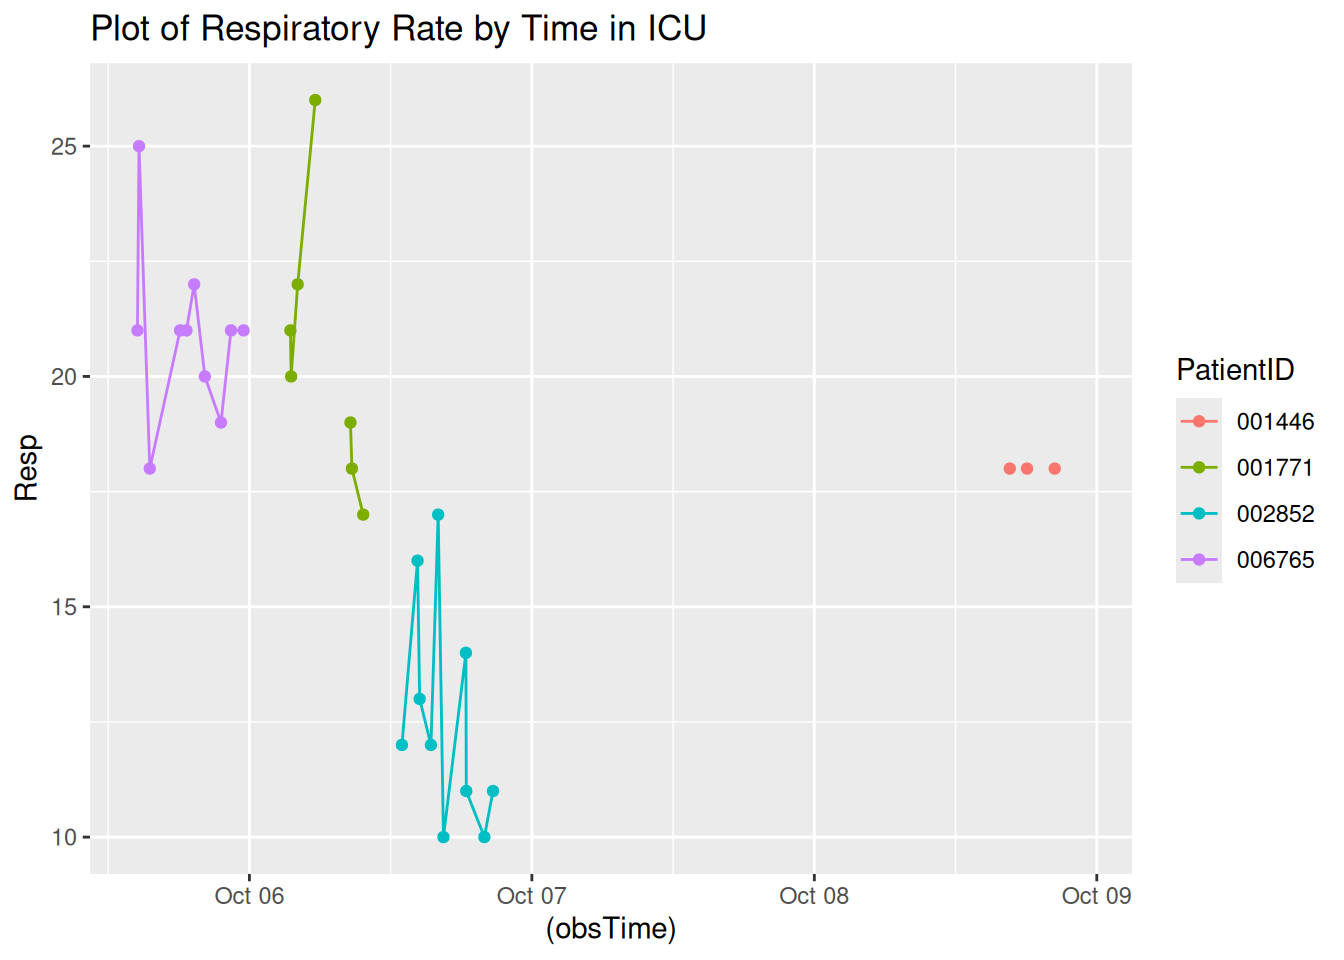 Plot of Respiratory Rate by Time in ICU
25
20
15
10
Resp
Oct 06
Oct 07
Oct 08
Oct 09
(obsTime)
PatientID
001446
001771
002852
006765